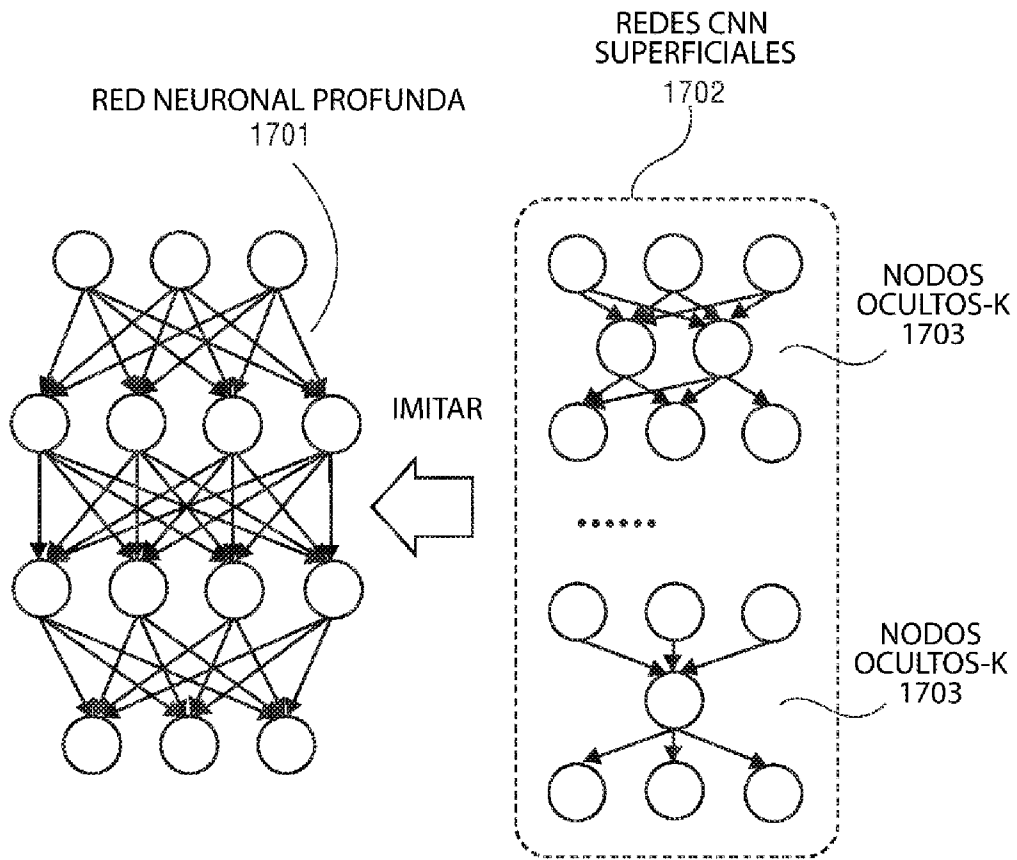 RED NEURONAL PROFUNDA
1701
REDES CNN
SUPERFICIALES
1702
IMITAR
NODOS
OCULTOS-K
1703
NODOS
OCULTOS-K
1703